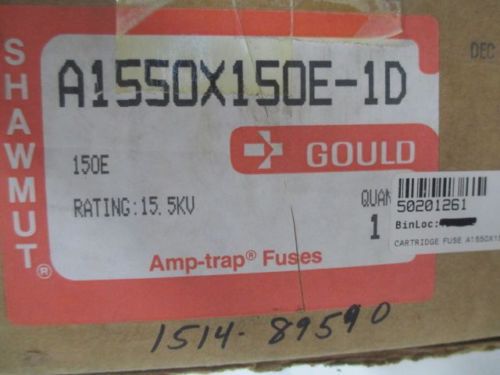 SHAWMUT®
A1550X150E-1D
DEC
GOULD
150E
RATING:15.5KV
QUAN
1
50201261
BinLoc:
CARTRIDGE FUSE A1550X15
Amp-trap® Fuses
1514-89590